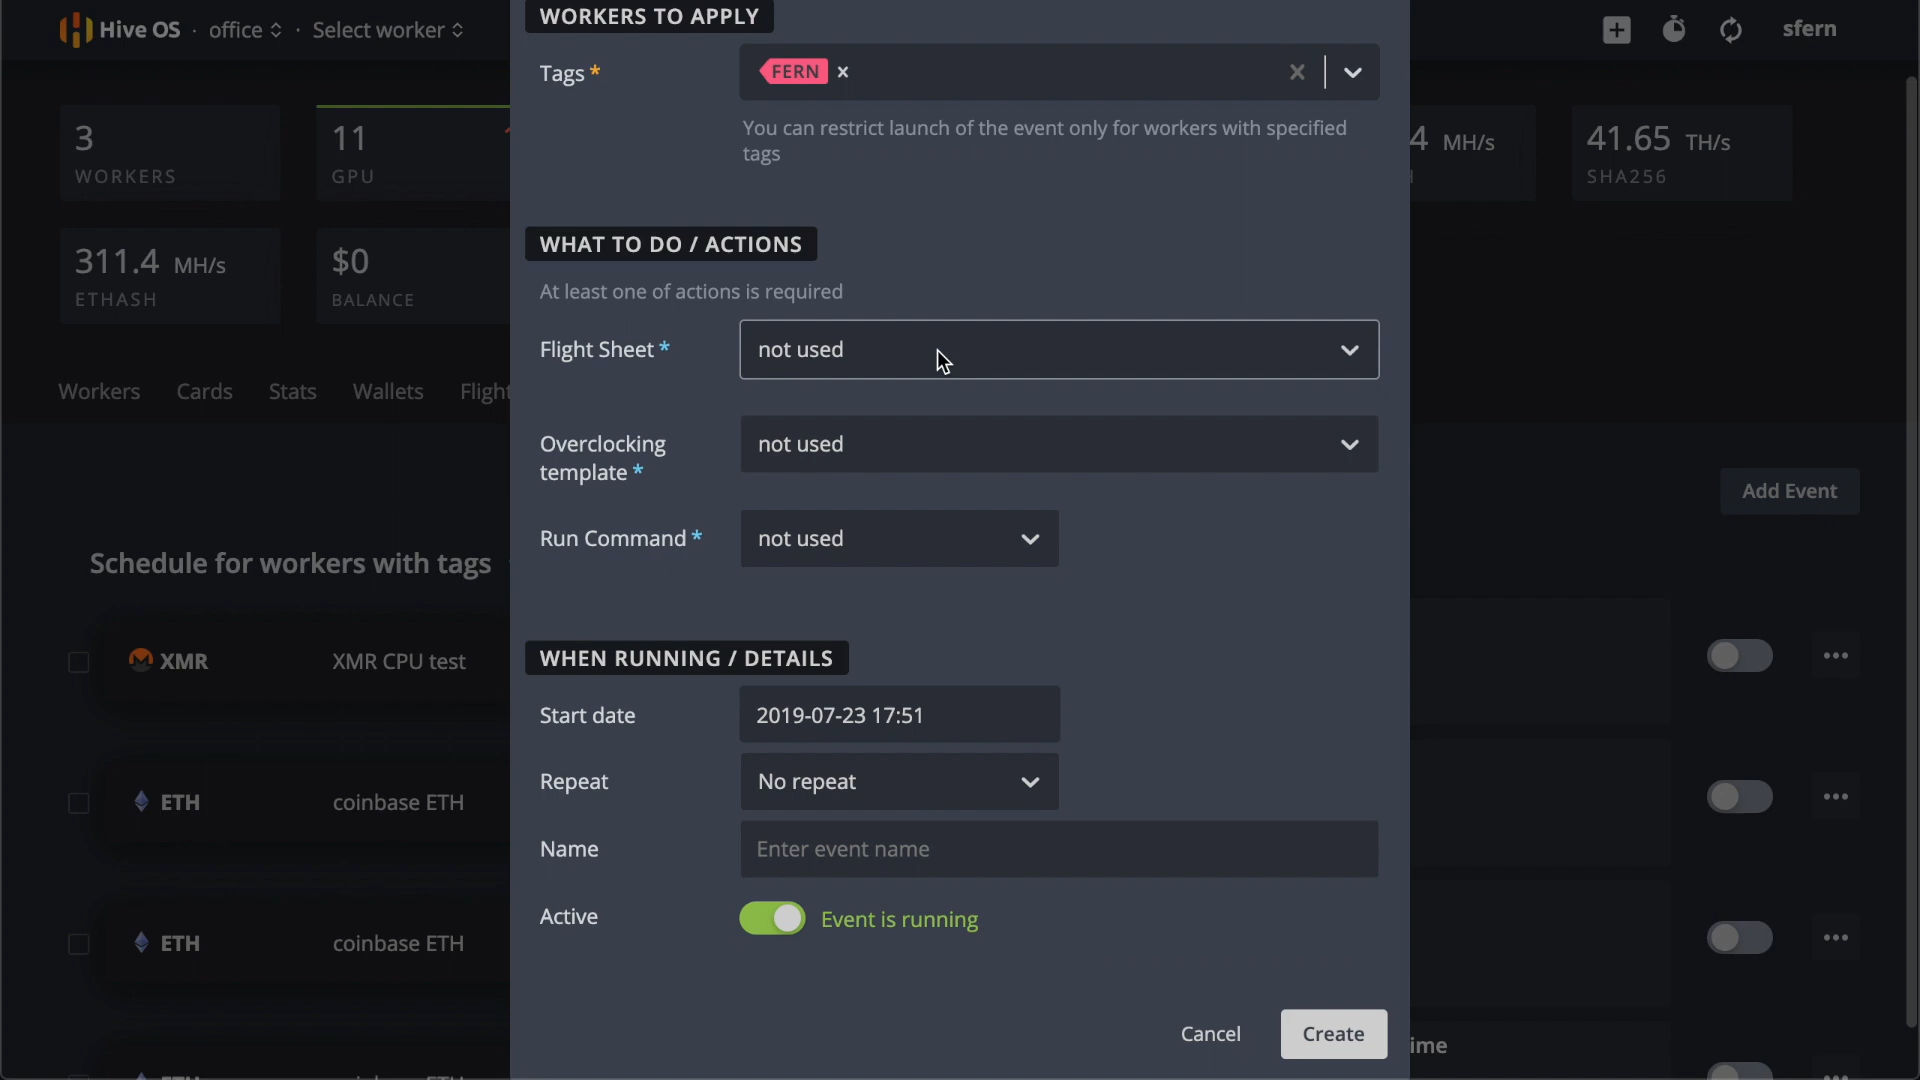 Hive OS · office · Select worker
sfern
WORKERS TO APPLY
Tags *
FERN ×
You can restrict launch of the event only for workers with specified
tags
3
WORKERS
11
GPU
4 MH/s
41.65 TH/s
SHA256
311.4 MH/s
ETHASH
$0
BALANCE
WHAT TO DO / ACTIONS
At least one of actions is required
Flight Sheet *
not used
Workers Cards Stats Wallets Flight
Overclocking
template *
not used
Add Event
Run Command *
not used
Schedule for workers with tags
WHEN RUNNING / DETAILS
XMR XMR CPU test
Start date
2019-07-23 17:51
Repeat
No repeat
ETH coinbase ETH
Name
Enter event name
Active
Event is running
ETH coinbase ETH
Cancel
Create
ime